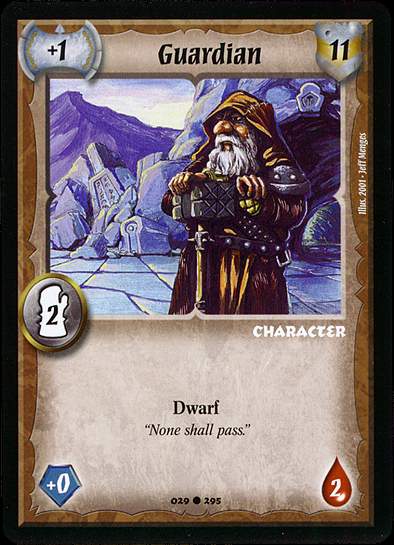 +1
Guardian
11
Illus. 2001 • Jeff Menges
2
CHARACTER
Dwarf
“None shall pass.”
+0
029 ● 295
2